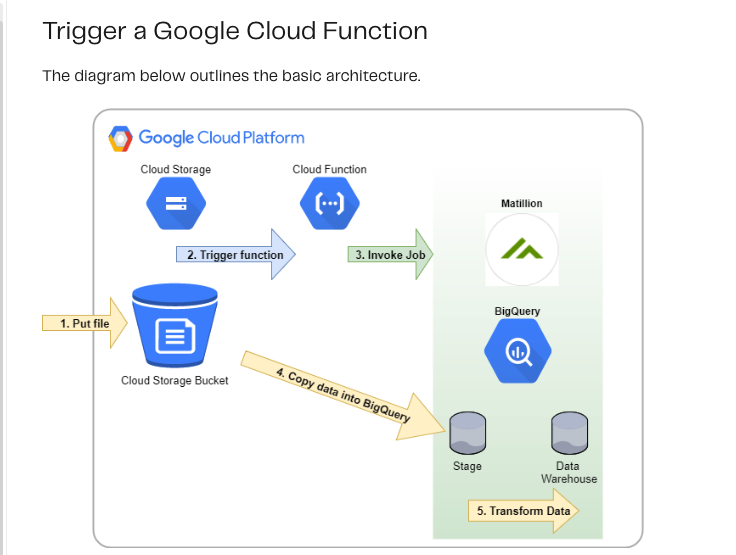 Trigger a Google Cloud Function
The diagram below outlines the basic architecture.
Google Cloud Platform
Cloud Storage
Cloud Function
Matillion
2. Trigger function
3. Invoke Job
BigQuery
1. Put file
Cloud Storage Bucket
4. Copy data into BigQuery
Stage
Data
Warehouse
5. Transform Data